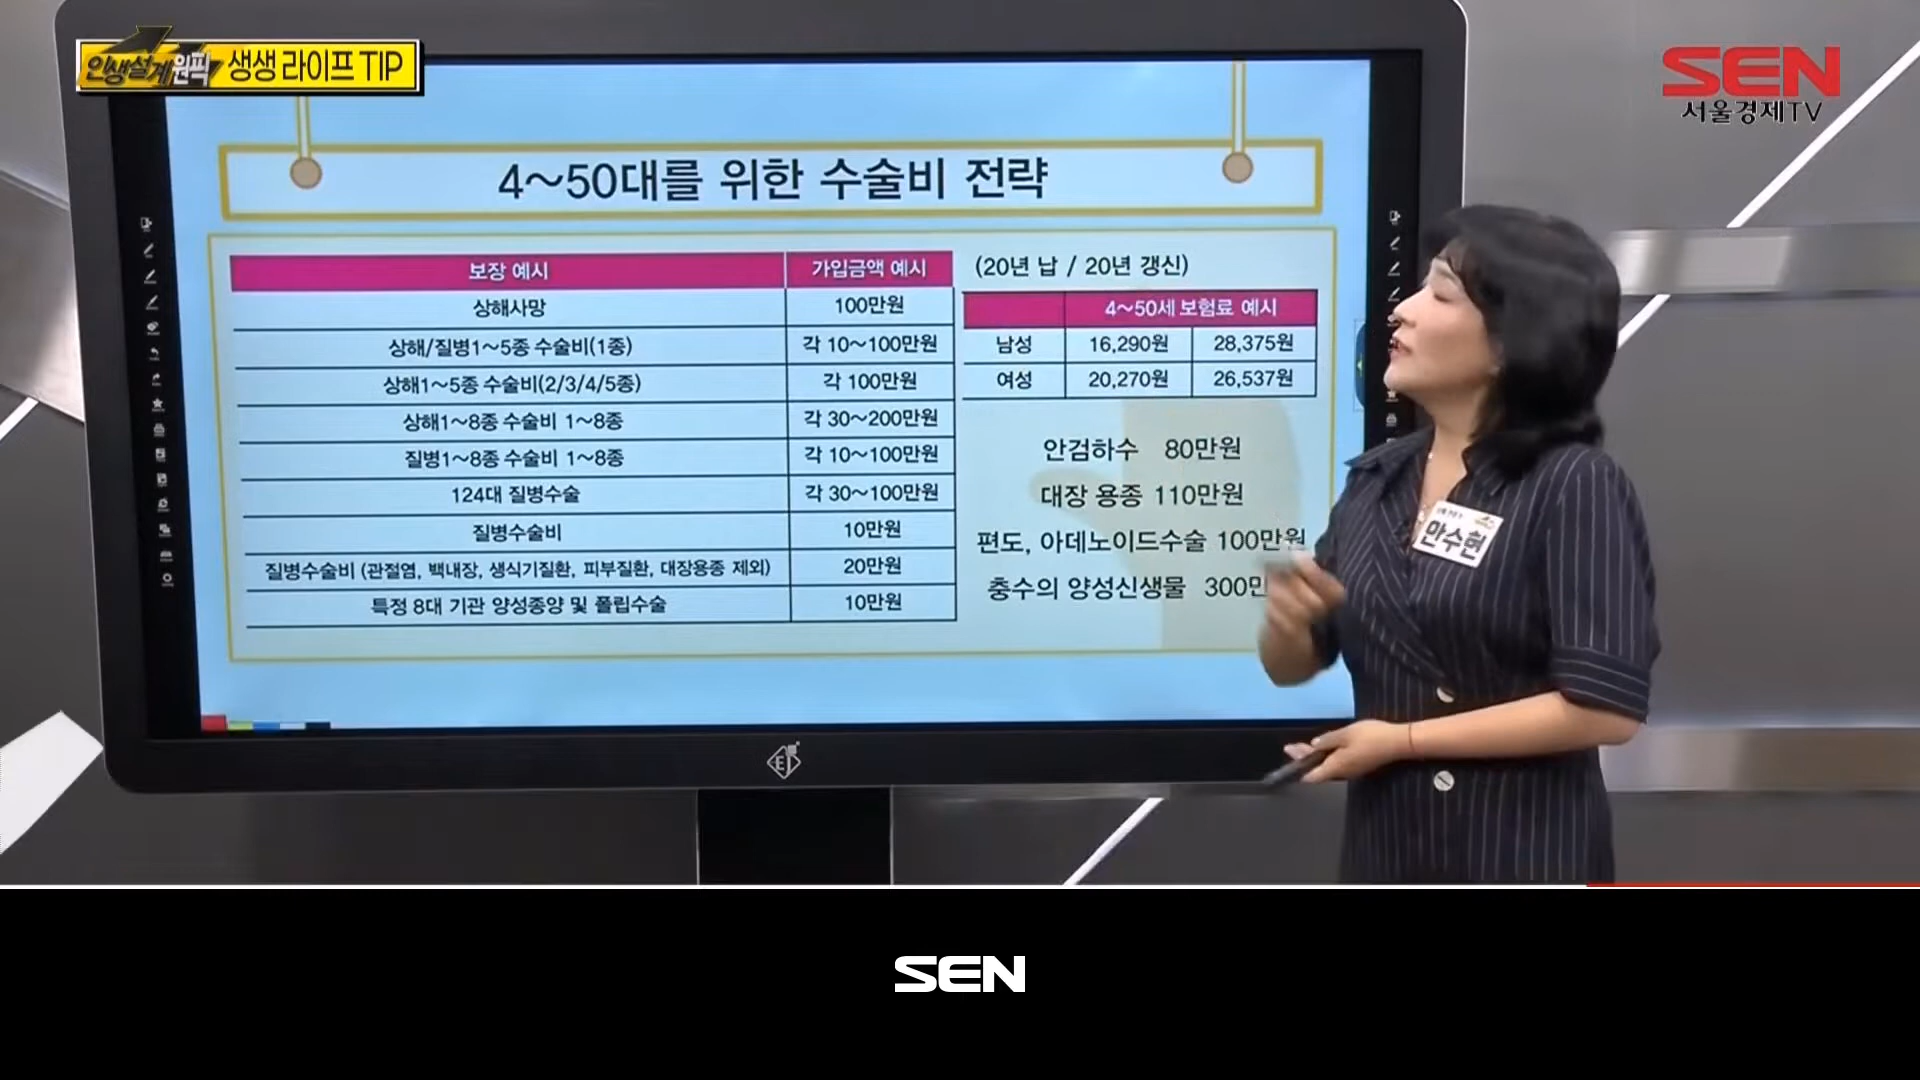 인생설계원픽 생생 라이프 TIP
SEN
서울경제TV
4~50대를 위한 수술비 전략
보장 예시 가입금액 예시
상해사망 100만원
상해/질병1~5종 수술비(1종) 각 10~100만원
상해1~5종 수술비(2/3/4/5종) 각 100만원
상해1~8종 수술비 1~8종 각 30~200만원
질병1~8종 수술비 1~8종 각 10~100만원
124대 질병수술 각 30~100만원
질병수술비 10만원
질병수술비 (관절염, 백내장, 생식기질환, 피부질환, 대장용종 제외) 20만원
특정 8대 기관 양성종양 및 폴립수술 10만원
(20년 납 / 20년 갱신)
4~50세 보험료 예시
남성 16,290원 28,375원
여성 20,270원 26,537원
안검하수 80만원
대장 용종 110만원
편도, 아데노이드수술 100만원
충수의 양성신생물 300만
안수현
SEN